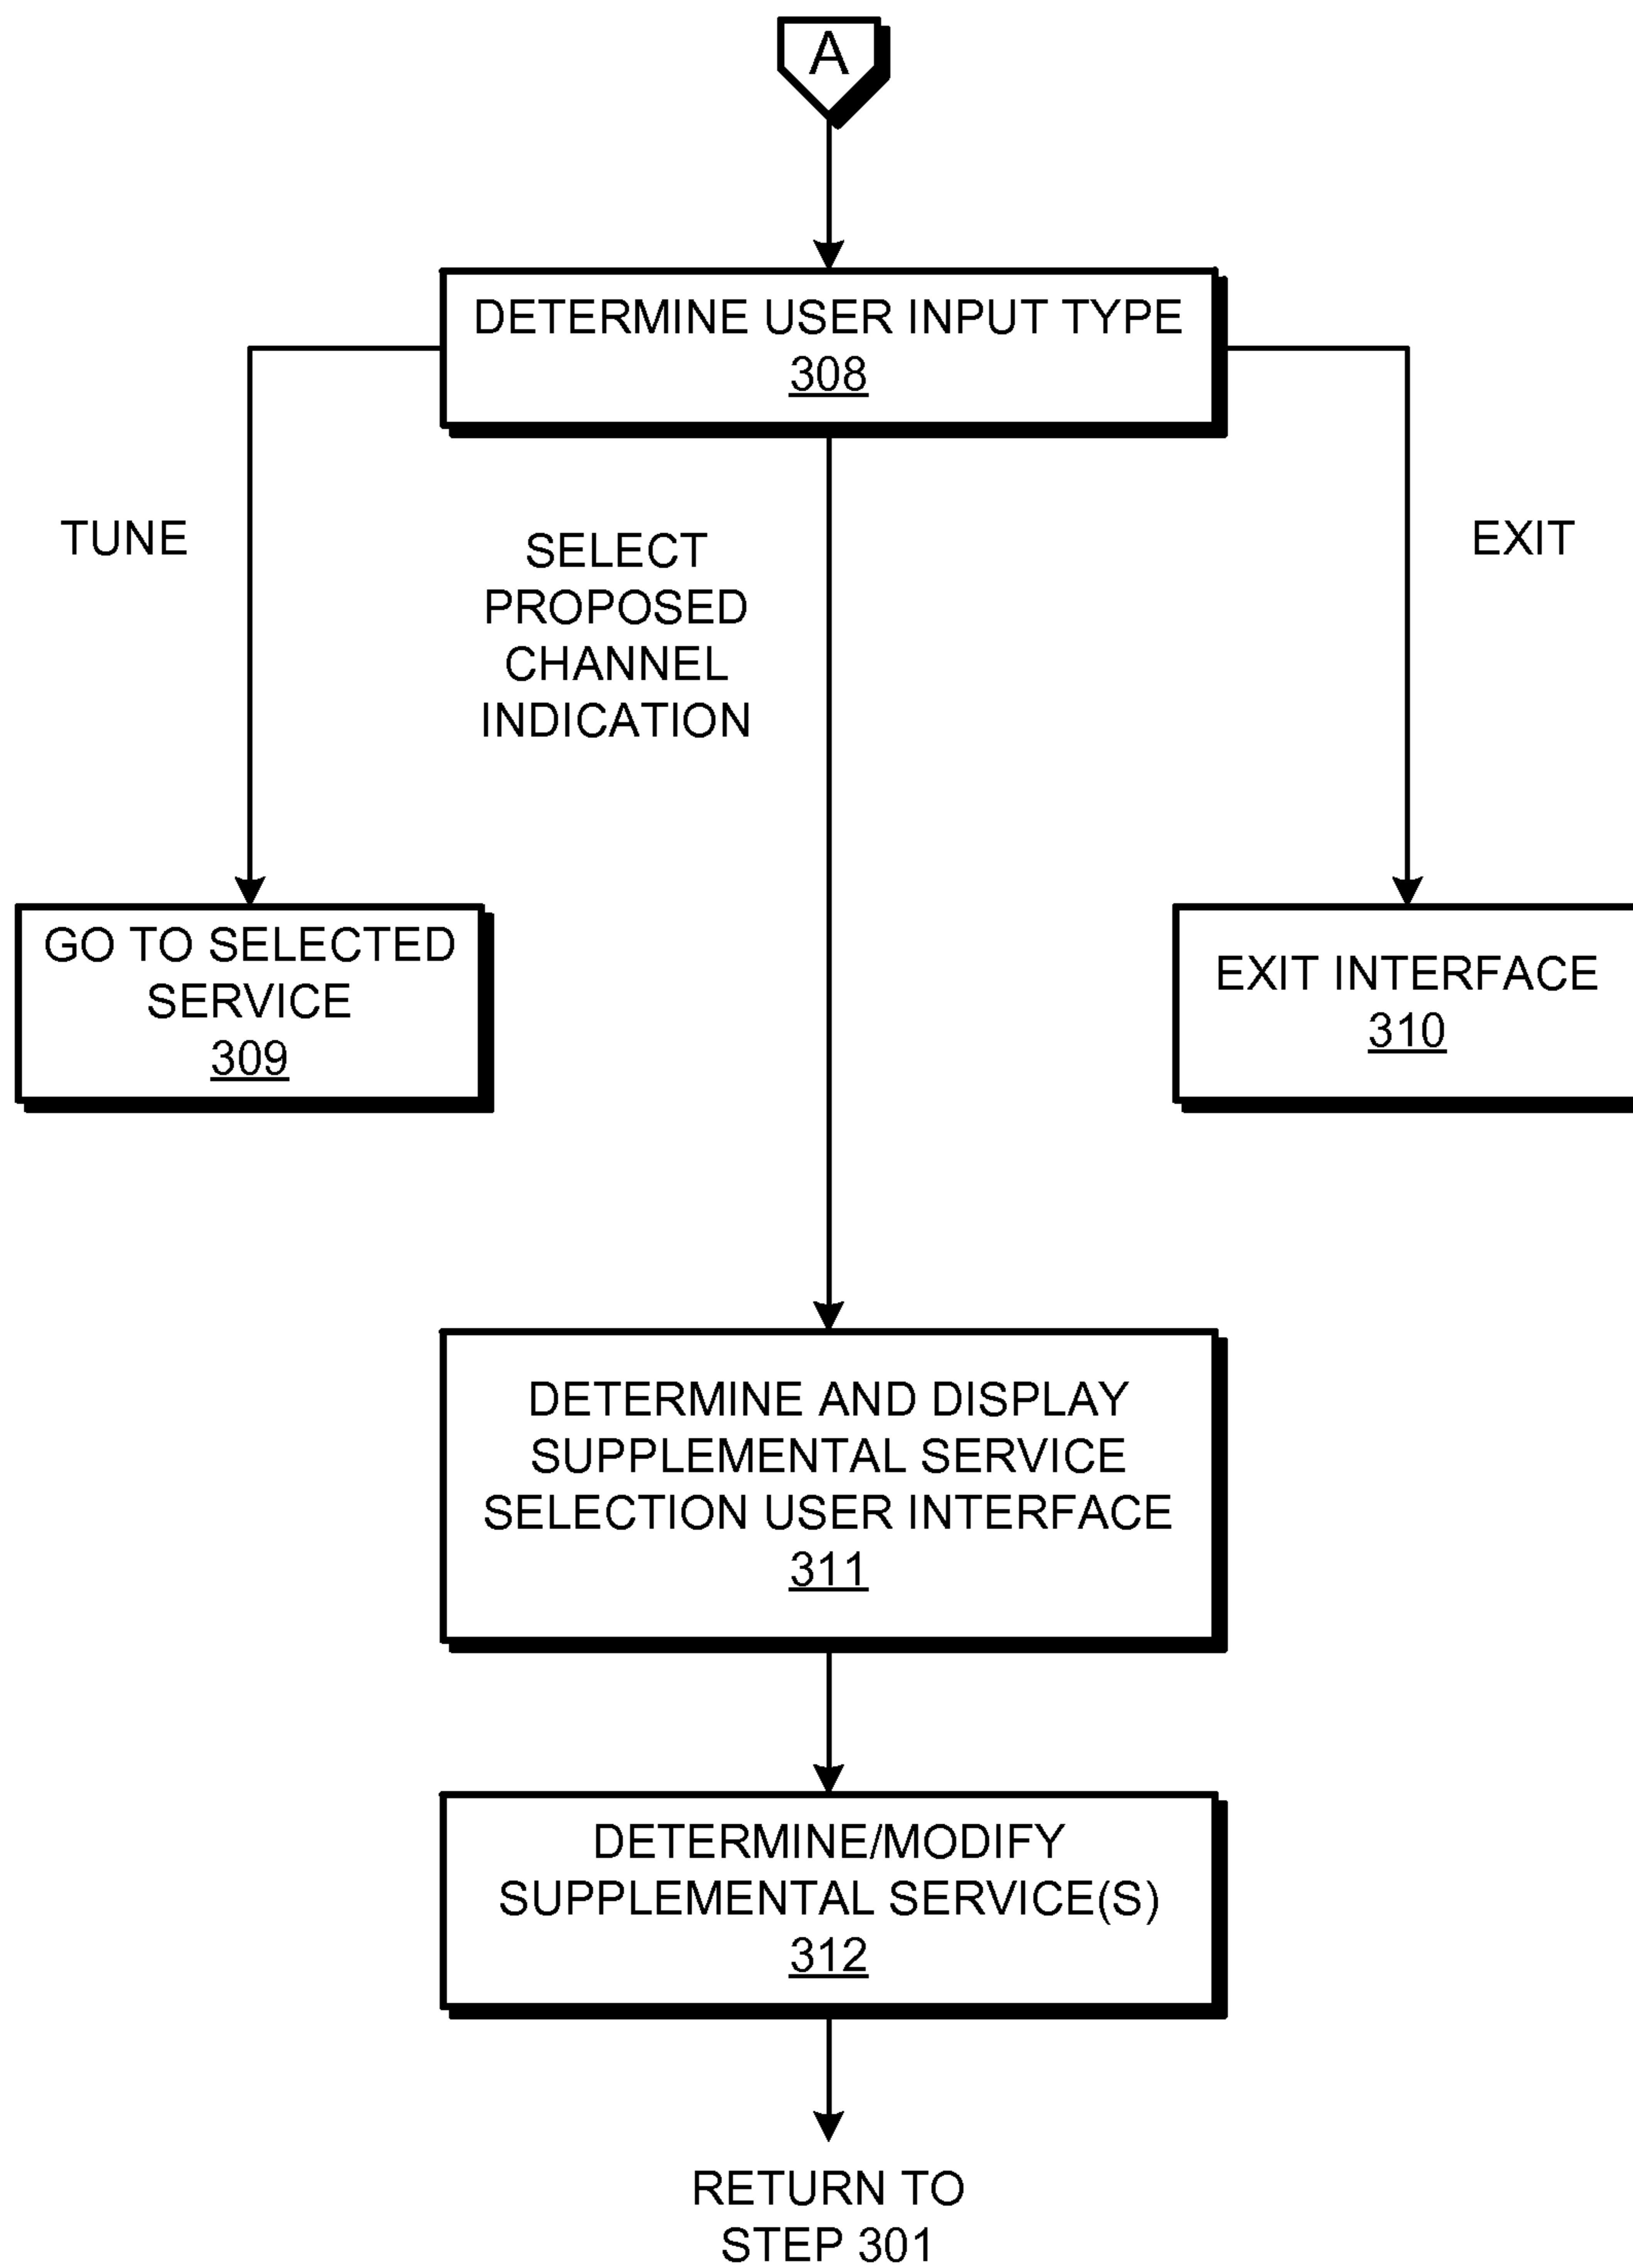 A
DETERMINE USER INPUT TYPE
308
TUNE
SELECT
PROPOSED
CHANNEL
INDICATION
EXIT
GO TO SELECTED
SERVICE
309
EXIT INTERFACE
310
DETERMINE AND DISPLAY
SUPPLEMENTAL SERVICE
SELECTION USER INTERFACE
311
DETERMINE/MODIFY
SUPPLEMENTAL SERVICE(S)
312
RETURN TO
STEP 301